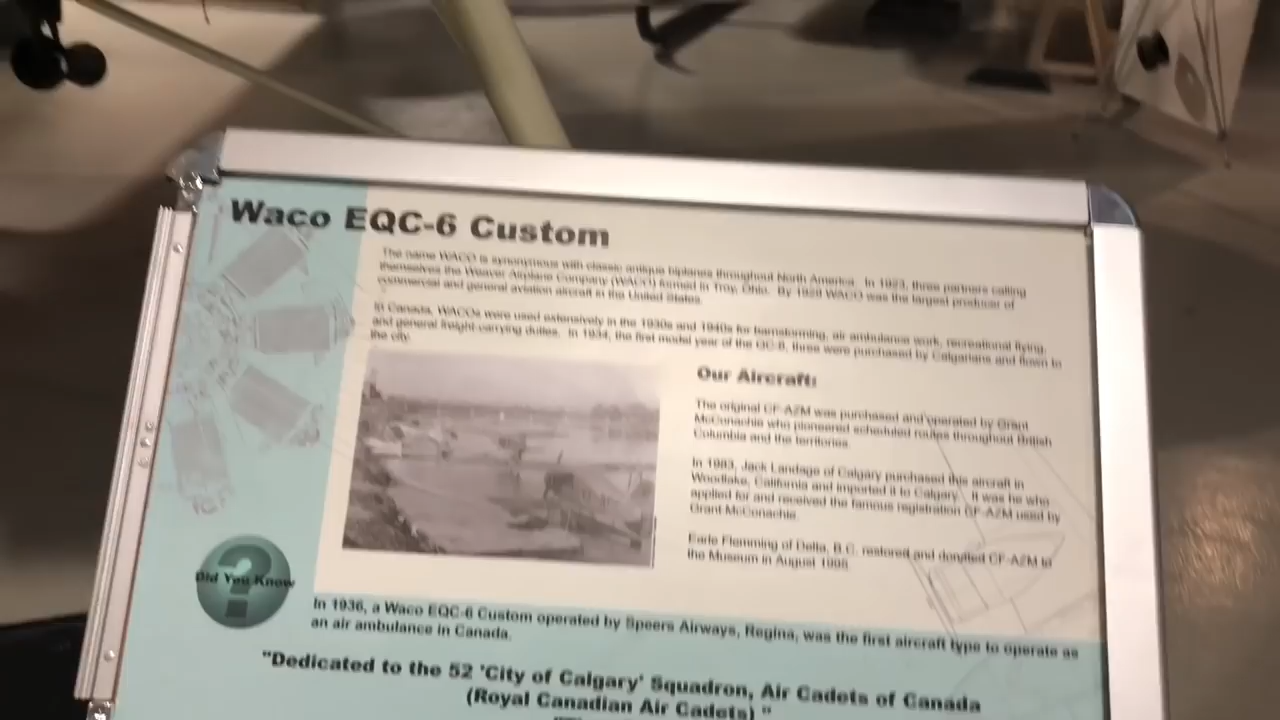 Waco EQC-6 Custom
The name WACO is synonymous with classic antique biplanes throughout North America. In 1923, three partners calling
themselves the Weaver Airplane Company (WACO) formed in Troy, Ohio. By 1928 WACO was the largest producer of
commercial and general aviation aircraft in the United States.
In Canada, WACOs were used extensively in the 1930s and 1940s for barnstorming, air ambulance work, recreational flying,
and general freight-carrying duties. In 1934, the first model year of the three were purchased by Calgarians and flown to
the city.
Our Aircraft:
The original CF-AZM was purchased and operated by Grant
McConachie who pioneered scheduled routes throughout British
Columbia and the territories.
In 1983, Jack Landage of Calgary purchased this aircraft in
Woodlake, California and imported it to Calgary. It was he who
applied for and received the famous registration CF-AZM used by
Grant McConachie.
Earle Flemming of Delta, B.C. restored and donated CF-AZM to
the Museum in August
Did You Know
In 1936, a Waco EQC-6 Custom operated by Speers Airways, Regina, was the first aircraft type to operate as
an air ambulance in Canada.
"Dedicated to the 52 'City of Calgary' Squadron, Air Cadets of Canada
(Royal Canadian Air Cadets) "